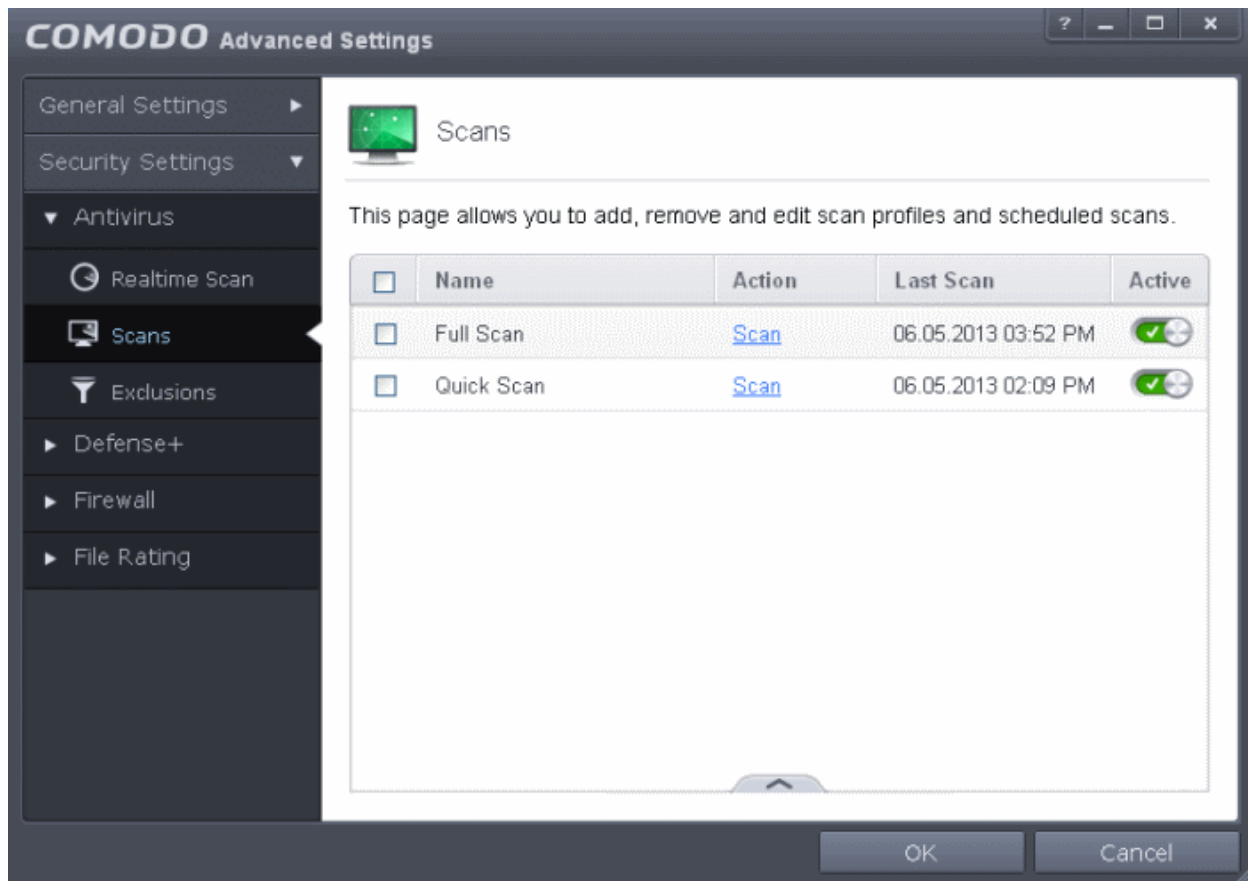 COMODO Advanced Settings
?
General Settings
Security Settings
Antivirus
Realtime Scan
Scans
Exclusions
Defense+
Firewall
File Rating
Scans
This page allows you to add, remove and edit scan profiles and scheduled scans.
Name Action Last Scan Active
Full Scan Scan 06.05.2013 03:52 PM
Quick Scan Scan 06.05.2013 02:09 PM
OK Cancel